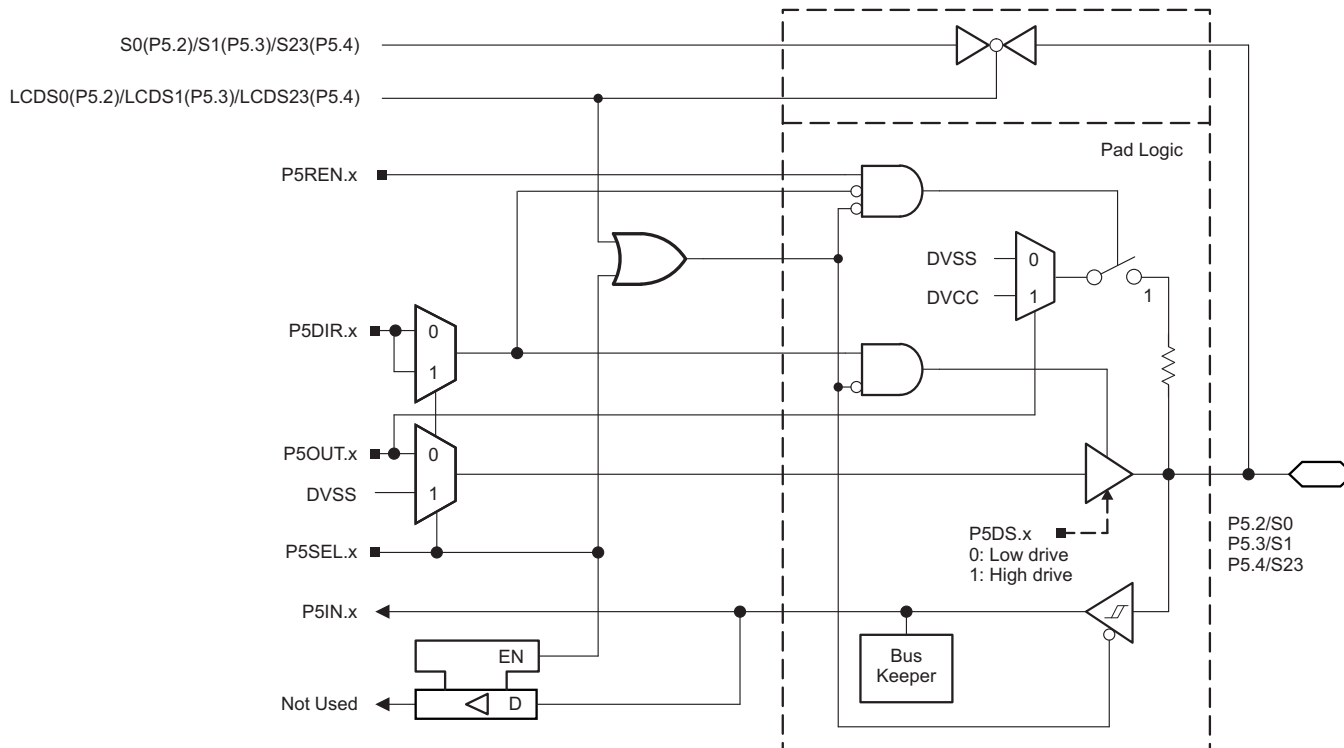 S0(P5.2)/S1(P5.3)/S23(P5.4)
LCDS0(P5.2)/LCDS1(P5.3)/LCDS23(P5.4)
Pad Logic
P5REN.x
DVSS
0
DVCC
1
1
P5DIR.x
0
1
P5OUT.x
0
DVSS
1
P5DS.x
0: Low drive
1: High drive
P5.2/S0
P5.3/S1
P5.4/S23
P5SEL.x
P5IN.x
EN
Bus
Keeper
Not Used
D